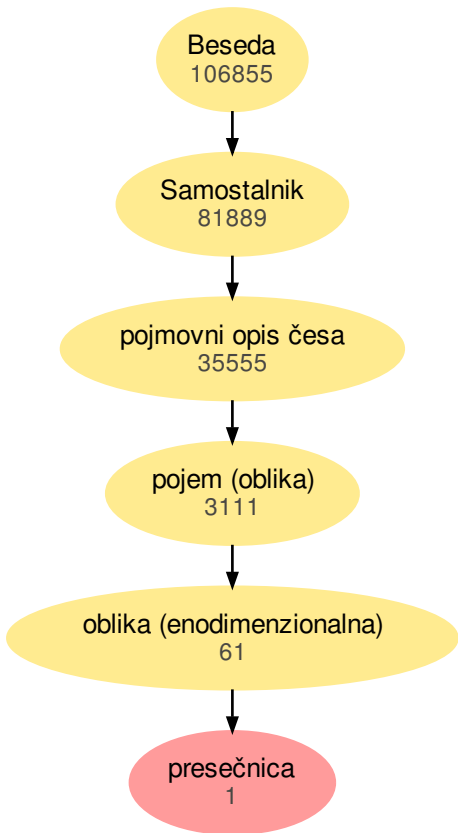 Beseda
106855
Samostalnik
81889
pojmovni opis česa
35555
pojem (oblika)
3111
oblika (enodimenzionalna)
61
presečnica
1